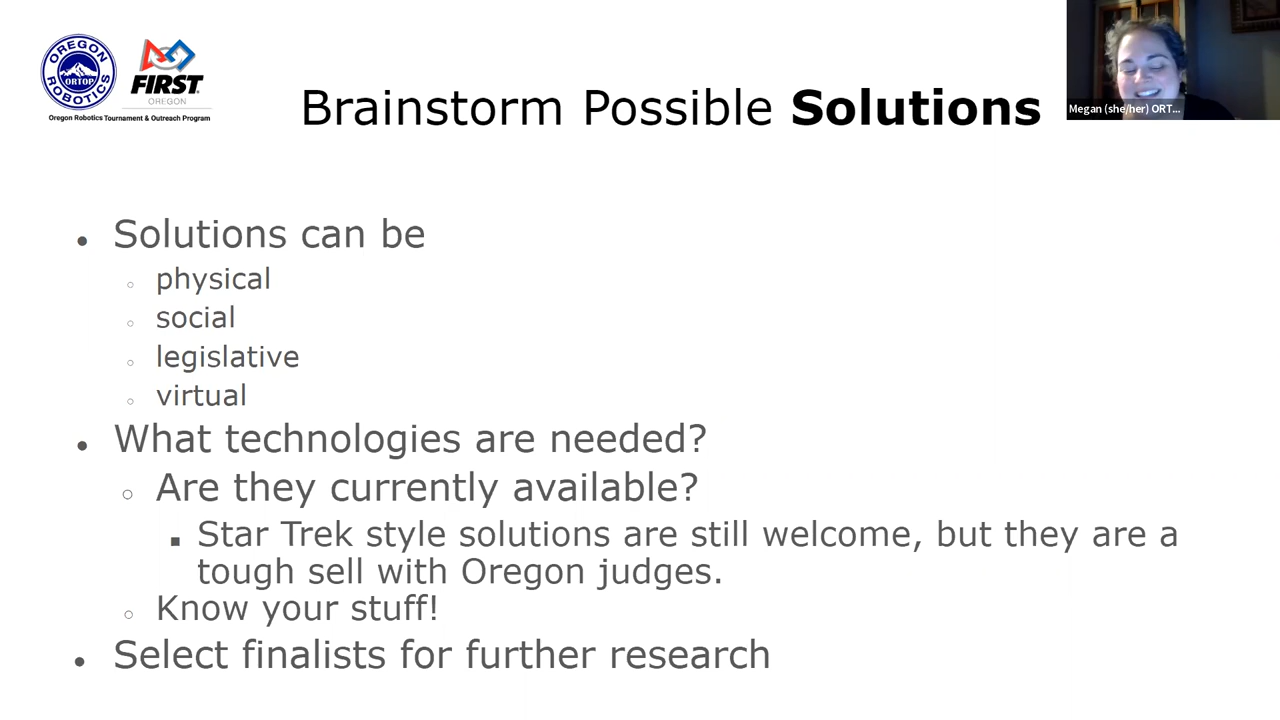 OREGON
ROBOTICS
ORTOP
FIRST
OREGON
Oregon Robotics Tournament & Outreach Program
Brainstorm Possible Solutions
Megan (she/her) ORT...
● Solutions can be
○ physical
○ social
○ legislative
○ virtual
● What technologies are needed?
○ Are they currently available?
■ Star Trek style solutions are still welcome, but they are a
tough sell with Oregon judges.
○ Know your stuff!
● Select finalists for further research